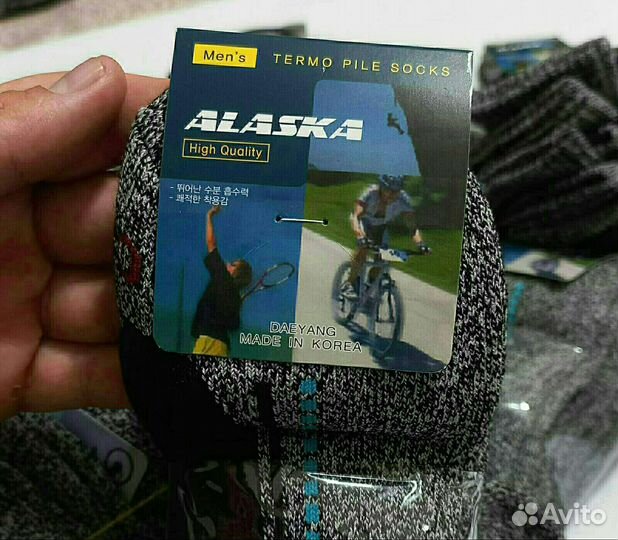 Men's
TERMO PILE SOCKS
ALASKA
High Quality
- 뛰어난 수분 흡수력
- 쾌적한 착용감
DAEYANG
MADE IN KOREA
Avito